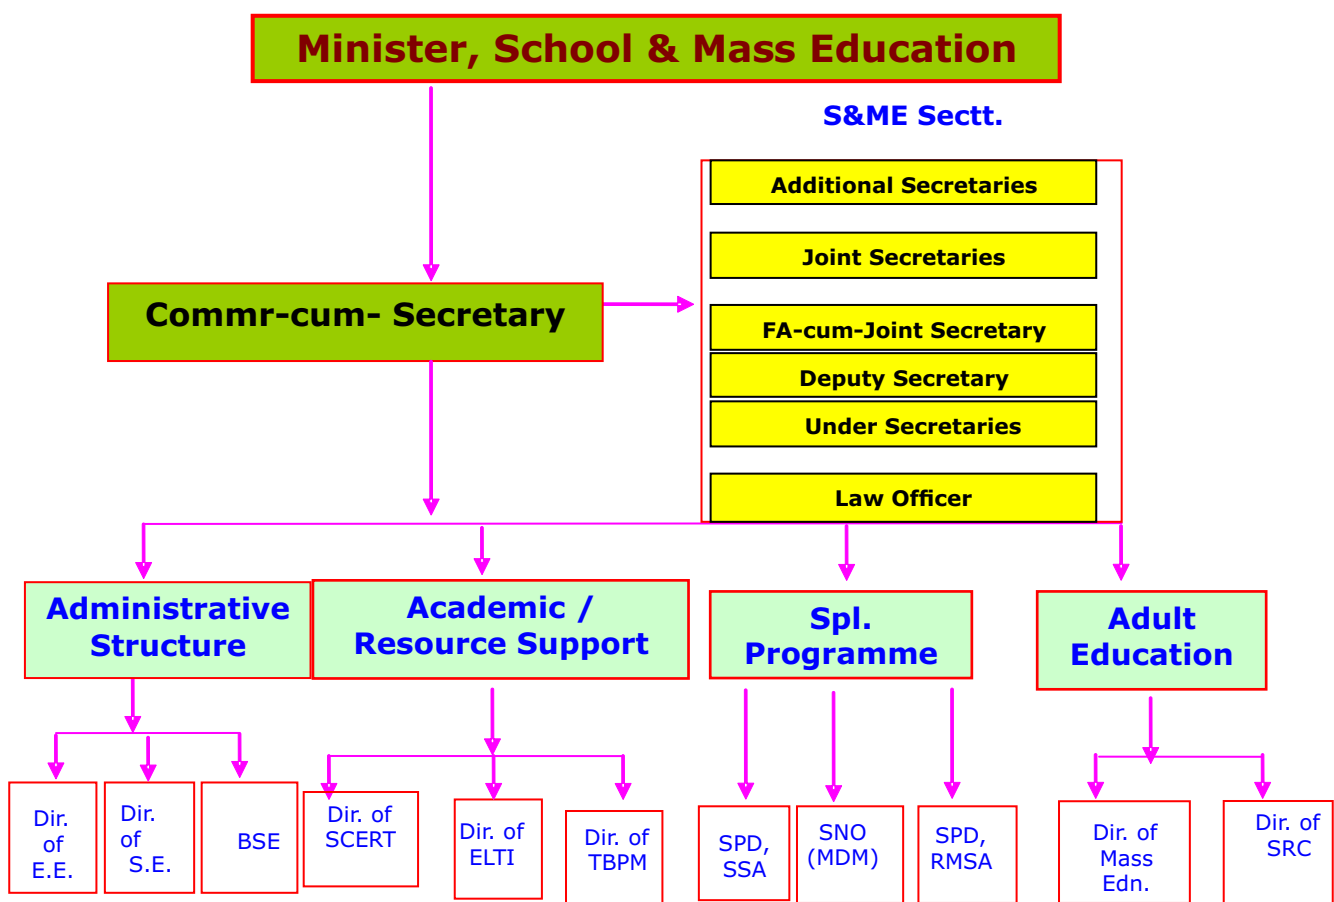 Minister, School & Mass Education
S&ME Sectt.
Additional Secretaries
Joint Secretaries
Commr-cum- Secretary
FA-cum-Joint Secretary
Deputy Secretary
Under Secretaries
Law Officer
Administrative
Structure
Academic /
Resource Support
Spl.
Programme
Adult
Education
Dir.
of
E.E.
Dir.
of
S.E.
BSE
Dir. of
SCERT
Dir. of
ELTI
Dir. of
TBPM
SPD,
SSA
SNO
(MDM)
SPD,
RMSA
Dir. of
Mass
Edn.
Dir. of
SRC